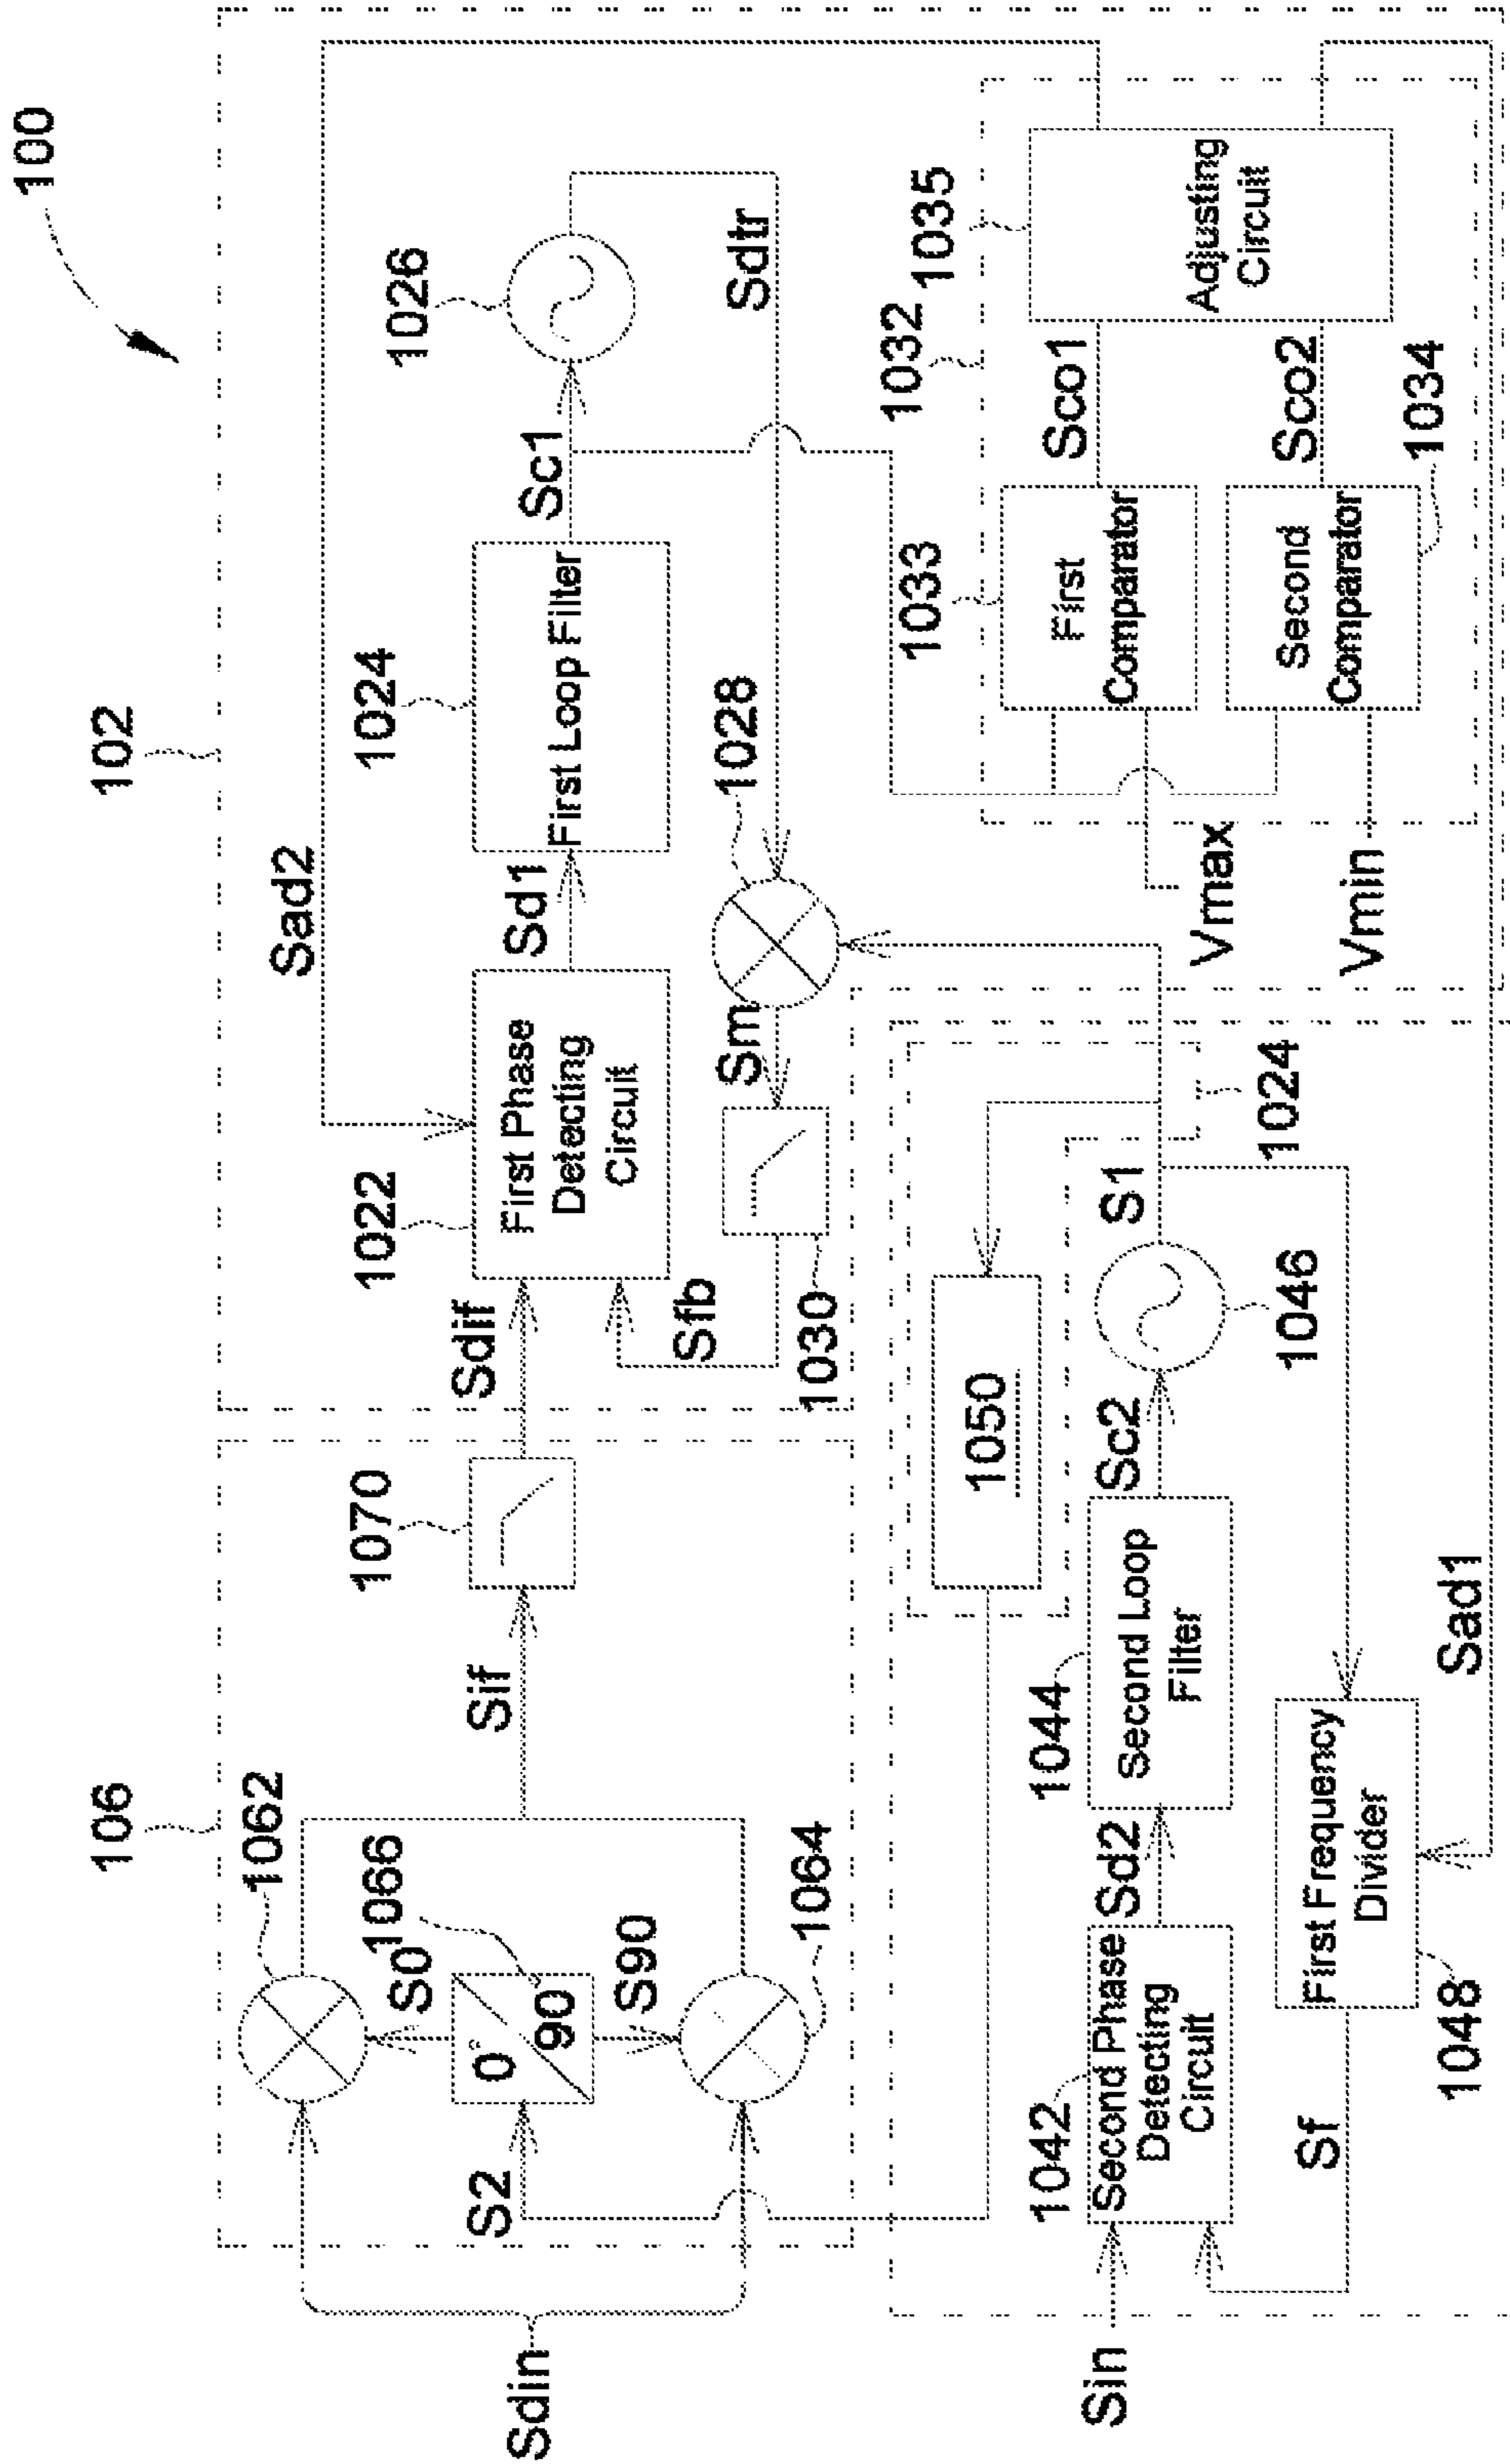 100
102
106
Sad2
1062
1066
S0
0°
90°
S90
1064
S2
Sdin
Sif
1070
Sdif
1022
First Phase
Detecting
Circuit
Sd1
1024
First Loop Filter
Sc1
1026
Sdtr
1028
Sm
1030
Sfb
1032
1033
First
Comparator
Sco1
1035
Adjusting
Circuit
Second
Comparator
Sco2
1034
Vmax
Vmin
1050
1024
Sin
1042
Second Phase
Detecting
Circuit
Sd2
1044
Second Loop
Filter
Sc2
1046
S1
First Frequency
Divider
1048
Sf
Sad1